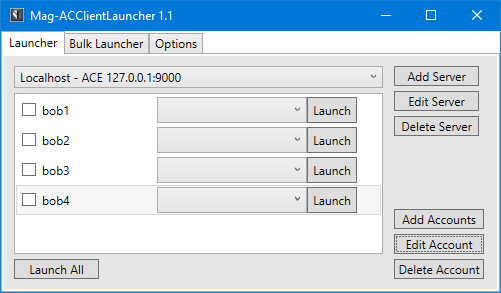 Mag-ACClientLauncher 1.1
Launcher Bulk Launcher Options
Localhost - ACE 127.0.0.1:9000
Add Server
Edit Server
Delete Server
bob1 Launch
bob2 Launch
bob3 Launch
bob4 Launch
Add Accounts
Edit Account
Launch All
Delete Account